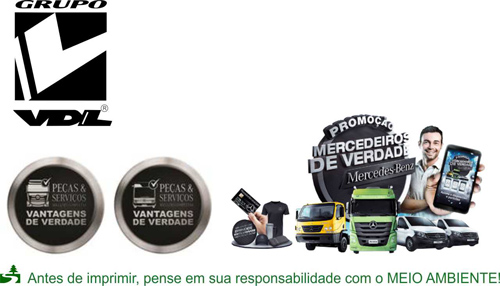 GRUPO
VDL®
PEÇAS &
SERVIÇOS
VANTAGENS
DE VERDADE
PEÇAS &
SERVIÇOS
VANTAGENS
DE VERDADE
PROMOÇÃO
MERCEDEIROS
DE VERDADE
Mercedes-Benz
Antes de imprimir, pense em sua responsabilidade com o MEIO AMBIENTE!